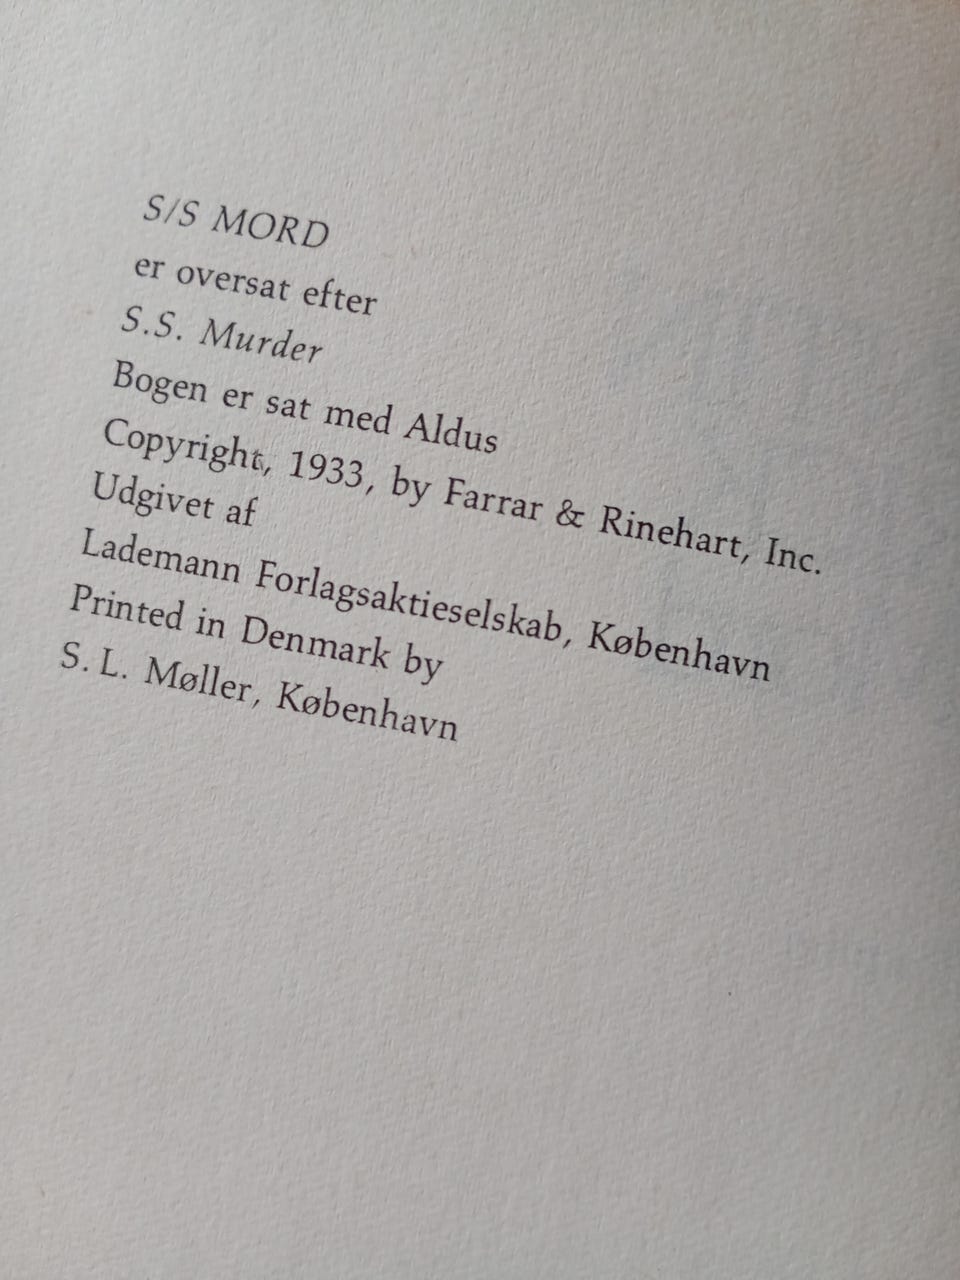 S/S MORD
er oversat efter
S.S. Murder
Bogen er sat med Aldus
Copyright, 1933, by Farrar & Rinehart, Inc.
Udgivet af
Lademann Forlagsaktieselskab, København
Printed in Denmark by
S. L. Møller, København